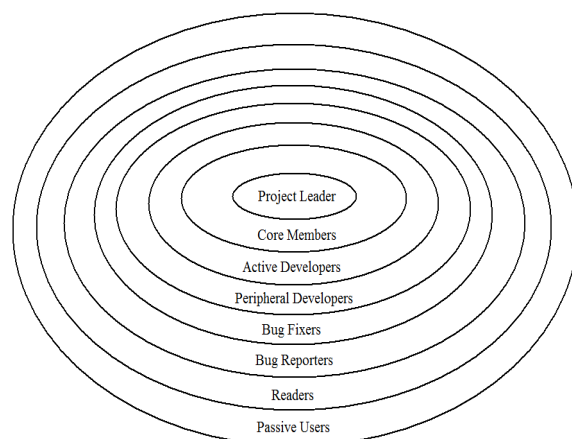 Project Leader
Core Members
Active Developers
Peripheral Developers
Bug Fixers
Bug Reporters
Readers
Passive Users